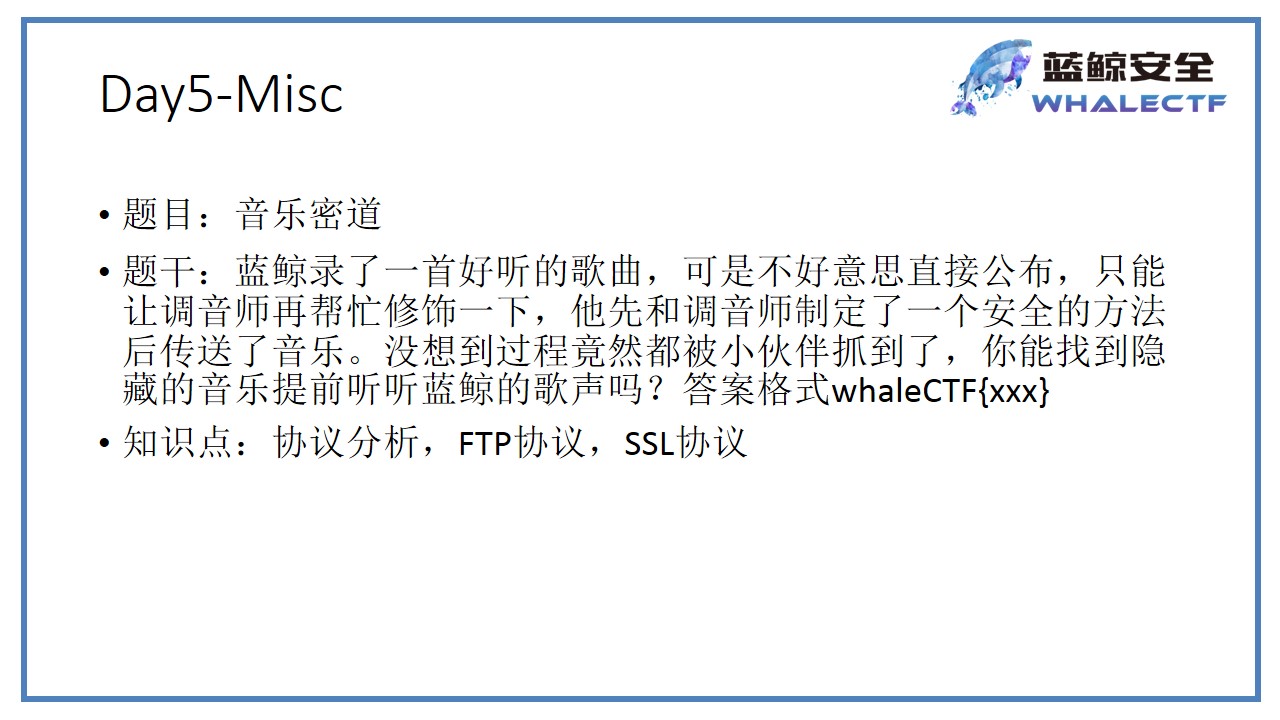 Day5-Misc
蓝鲸安全
WHALECTF
• 题目：音乐密道
• 题干：蓝鲸录了一首好听的歌曲，可是不好意思直接公布，只能
让调音师再帮忙修饰一下，他先和调音师制定了一个安全的方法
后传送了音乐。没想到过程竟然都被小伙伴抓到了，你能找到隐
藏的音乐提前听听蓝鲸的歌声吗？答案格式whaleCTF{xxx}
• 知识点：协议分析，FTP协议，SSL协议